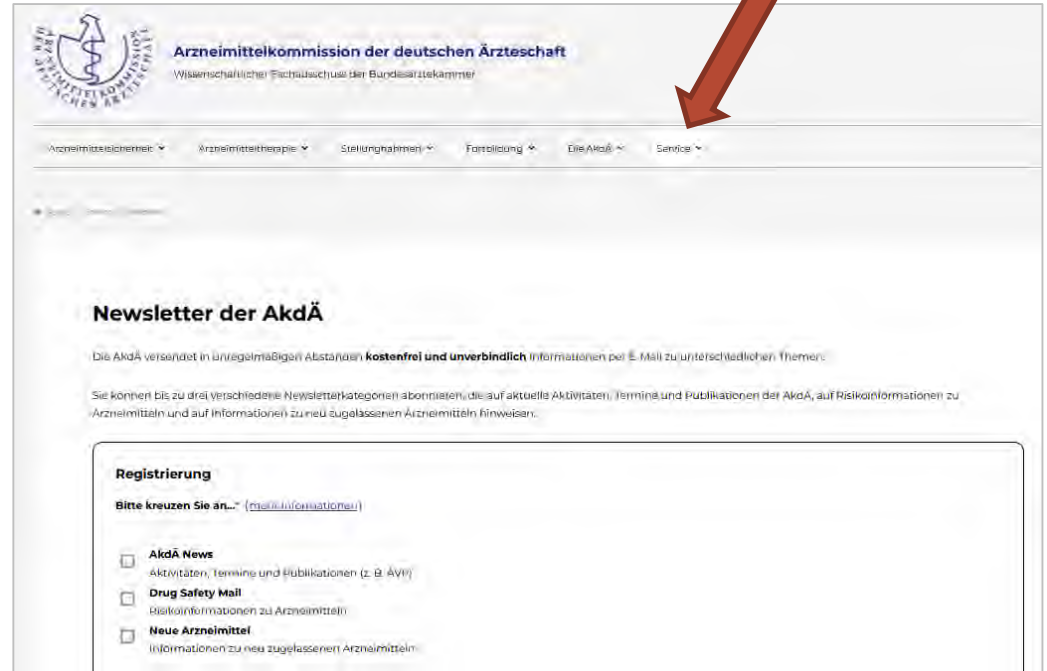 Arzneimittelkommission der deutschen Ärzteschaft
Wissenschaftlicher Fachausschuss der Bundesärztekammer
Arzneimittelsicherheit Arzneimitteltherapie Stellungnahmen Fortbildung Die AkdÄ Service
Newsletter der AkdÄ
Die AkdÄ versendet in unregelmäßigen Abständen kostenfrei und unverbindlich Informationen per E-Mail zu unterschiedlichen Themen.
Sie können bis zu drei verschiedene Newsletterkategorien abonnieren, die auf aktuelle Aktivitäten, Termine und Publikationen der AkdÄ, auf Risikoinformationen zu
Arzneimitteln und auf Informationen zu neu zugelassenen Arzneimitteln hinweisen.
Registrierung
Bitte kreuzen Sie an...* (mehr Informationen)
AkdÄ News
Aktivitäten, Termine und Publikationen (z. B. AVP)
Drug Safety Mail
Risikoinformationen zu Arzneimitteln
Neue Arzneimittel
Informationen zu neu zugelassenen Arzneimitteln